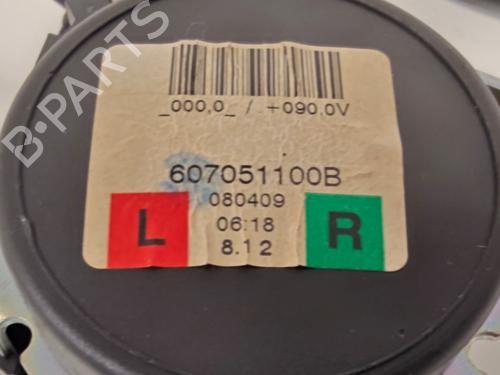 _000,0_ / +090,0V
607051100B
080409
L 06:18 R
8.12
B-PARTS